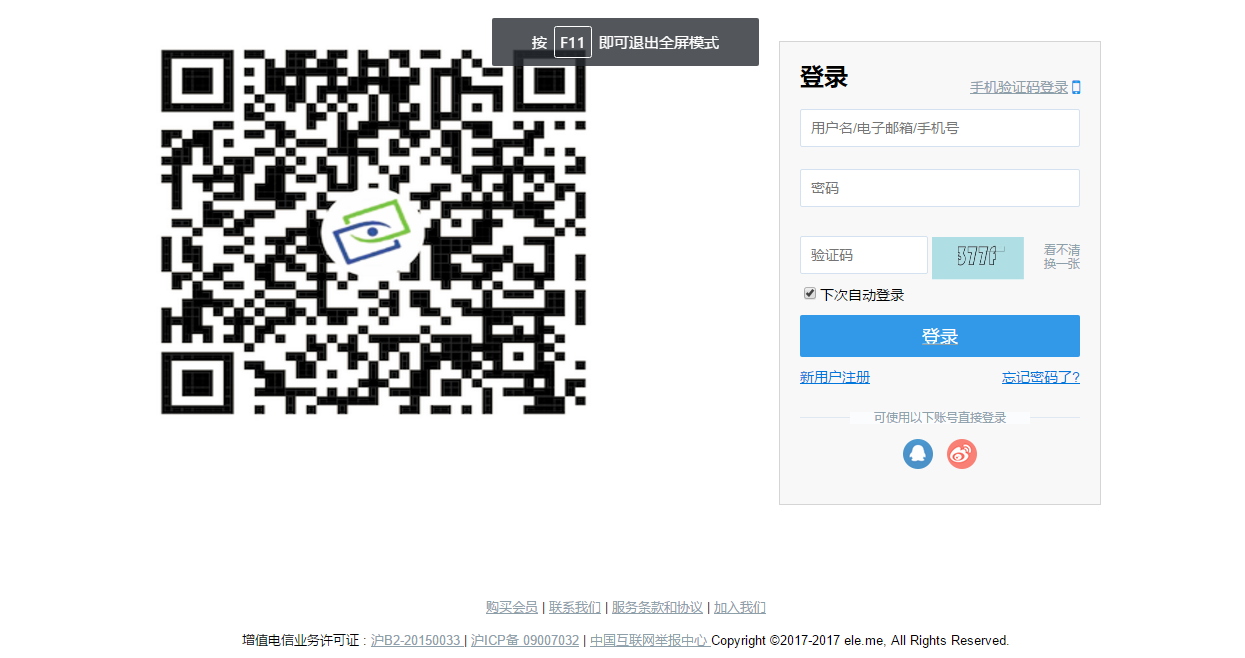 按 F11 即可退出全屏模式
登录
手机验证码登录
用户名/电子邮箱/手机号
密码
验证码
看不清
换一张
下次自动登录
登录
新用户注册 忘记密码了?
可使用以下账号直接登录
购买会员 | 联系我们 | 服务条款和协议 | 加入我们
增值电信业务许可证 : 沪B2-20150033 | 沪ICP备 09007032 | 中国互联网举报中心 Copyright ©2017-2017 ele.me, All Rights Reserved.